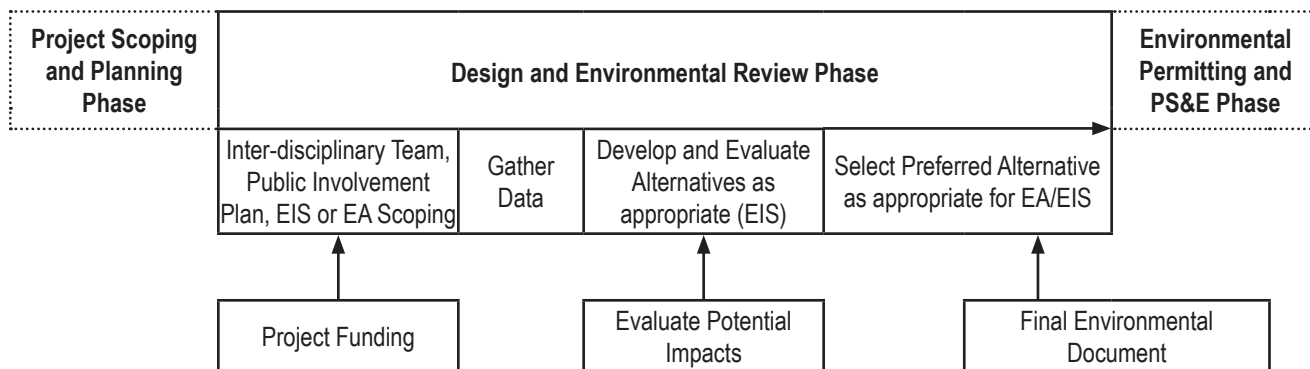 Project Scoping
and Planning
Phase
Design and Environmental Review Phase
Environmental
Permitting and
PS&E Phase
Inter-disciplinary Team,
Public Involvement
Plan, EIS or EA Scoping
Gather
Data
Develop and Evaluate
Alternatives as
appropriate (EIS)
Select Preferred Alternative
as appropriate for EA/EIS
Project Funding
Evaluate Potential
Impacts
Final Environmental
Document